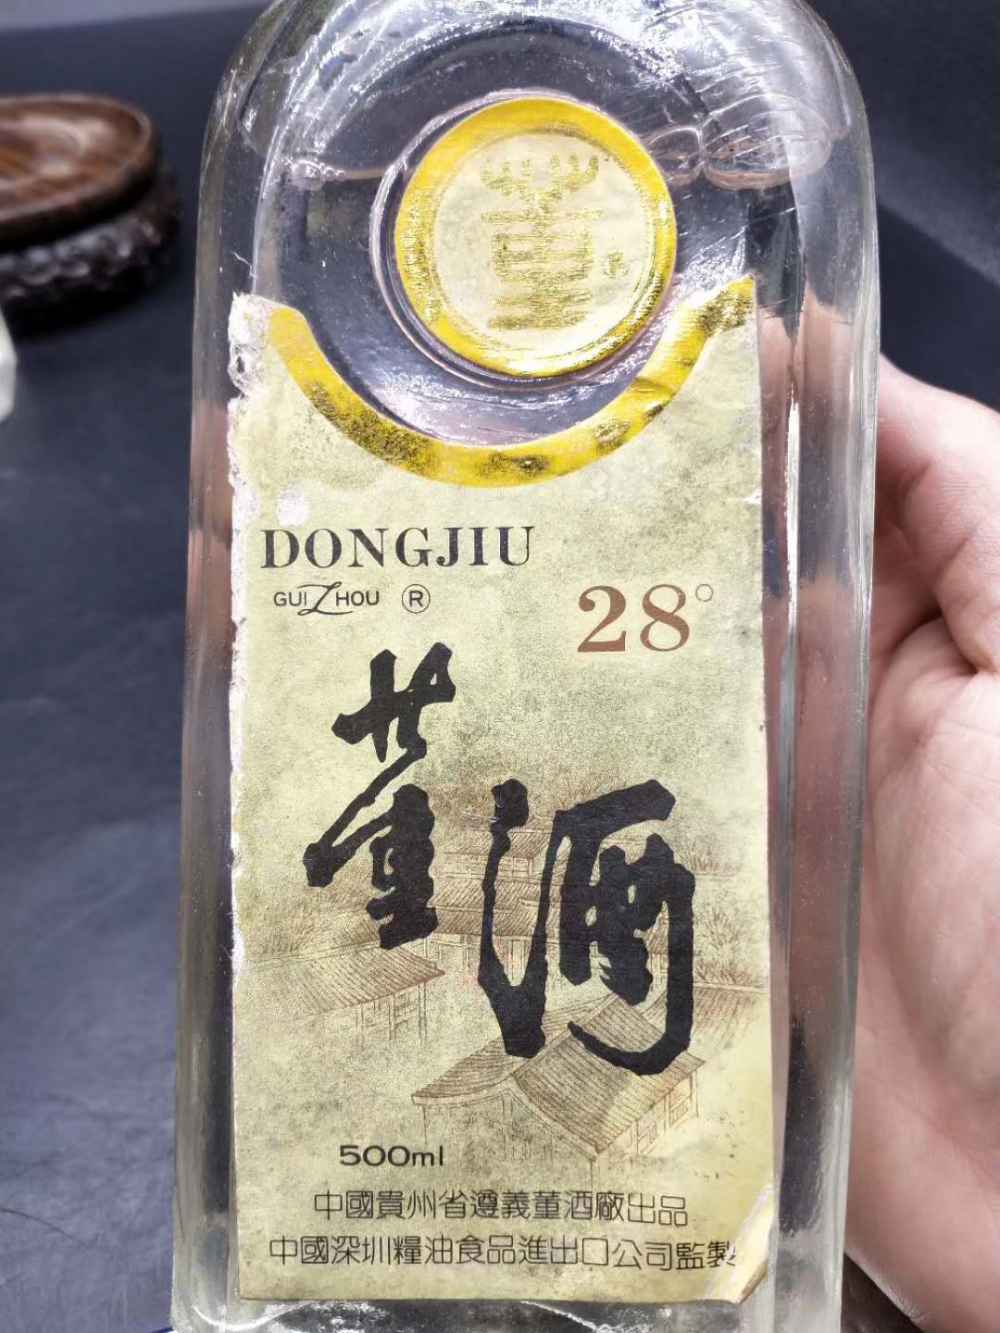 董
DONGJIU
GUIZHOU ®
28°
董酒
500ml
中國貴州省遵義董酒廠出品
中國深圳糧油食品進出口公司監製